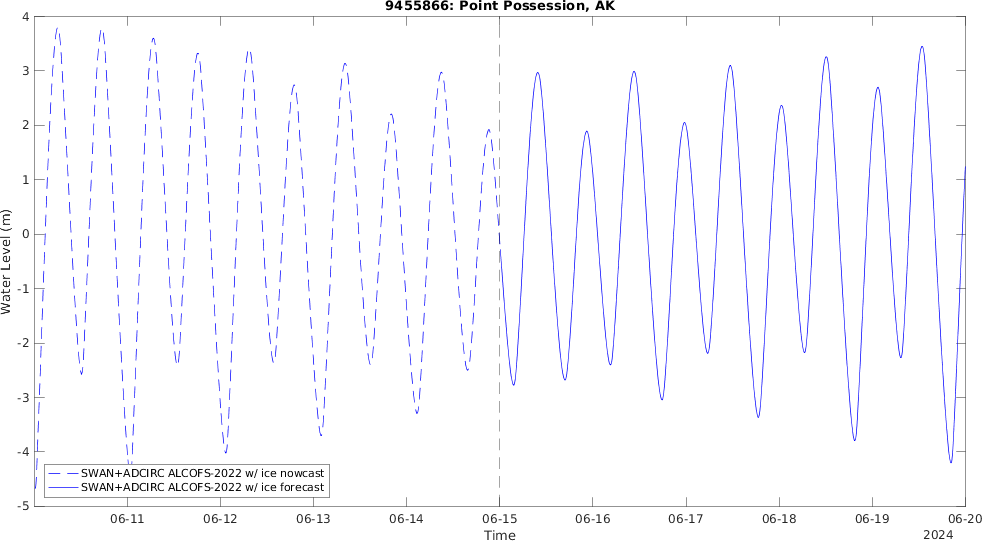 9455866: Point Possession, AK
4
3
2
1
0
-1
-2
-3
-4
-5
Water Level (m)
SWAN+ADCIRC ALCOFS-2022 w/ ice nowcast
SWAN+ADCIRC ALCOFS-2022 w/ ice forecast
06-11 06-12 06-13 06-14 06-15 06-16 06-17 06-18 06-19 06-20
Time
2024